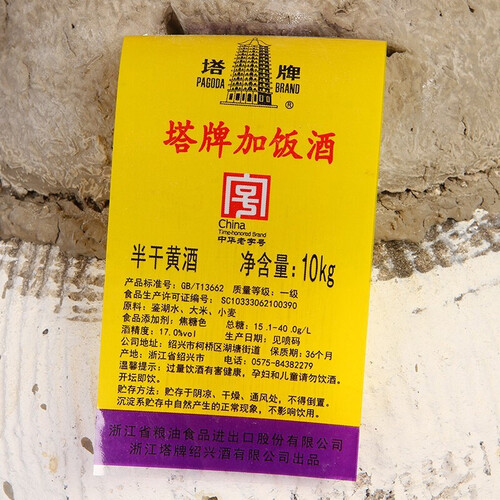 塔牌
PAGODA BRAND
®
塔牌加饭酒
China
Time-honored Brand
中华老字号
半干黄酒 净含量:10kg
产品标准号:GB/T13662 质量等级:一级
食品生产许可证编号: SC10333062100390
原料:鉴湖水、大米、小麦
食品添加剂:焦糖色 总糖:15.1-40.0g/L
酒精度:17.0%vol 生产日期:见喷码
公司地址:绍兴市柯桥区湖塘街道 保质期:36个月
产地:浙江省绍兴市 电话:0575-84382279
温馨提示:过量饮酒有害健康,孕妇和儿童请勿饮酒。
开坛即饮。
贮存方法:贮存于阴凉、干燥、通风处,不得倒置。
沉淀系贮存中自然产生的正常现象,不影响饮用。
浙江省粮油食品进出口股份有限公司
浙江塔牌绍兴酒有限公司出品